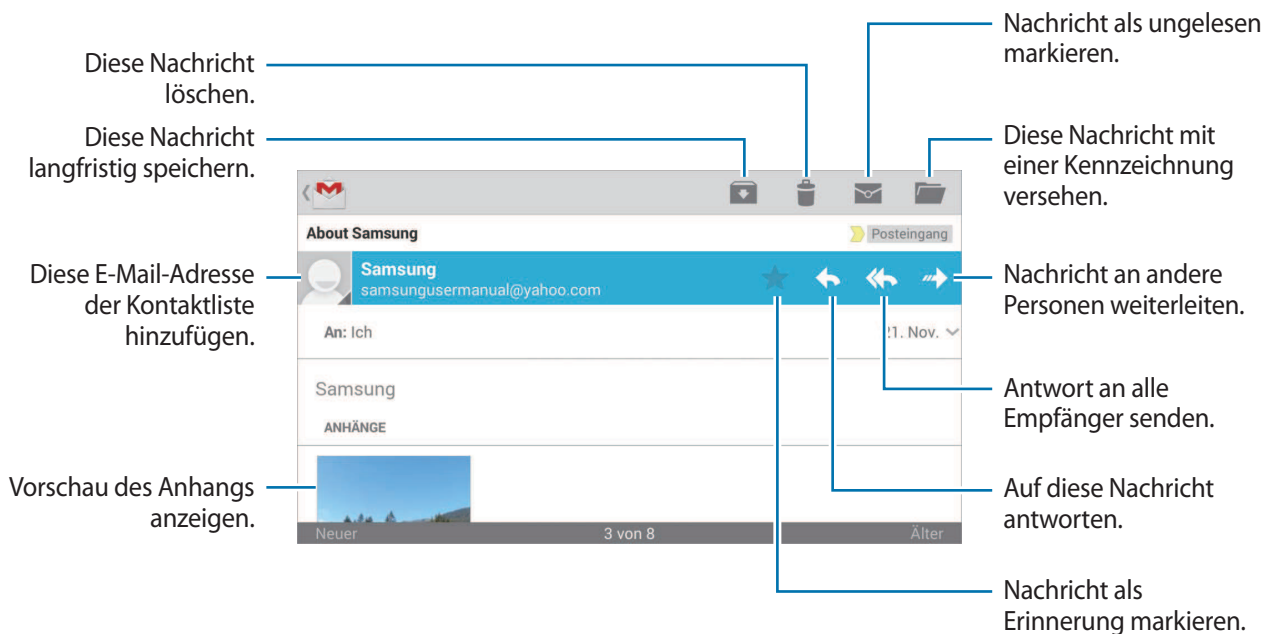 Nachricht als ungelesen
markieren.
Diese Nachricht
löschen.
Diese Nachricht
langfristig speichern.
Diese Nachricht mit
einer Kennzeichnung
versehen.
About Samsung
Posteingang
Diese E-Mail-Adresse
der Kontaktliste
hinzufügen.
Samsung
samsungusermanual@yahoo.com
Nachricht an andere
Personen weiterleiten.
An: Ich
21. Nov.
Samsung
ANHÄNGE
Antwort an alle
Empfänger senden.
Vorschau des Anhangs
anzeigen.
Auf diese Nachricht
antworten.
Neuer
3 von 8
Älter
Nachricht als
Erinnerung markieren.